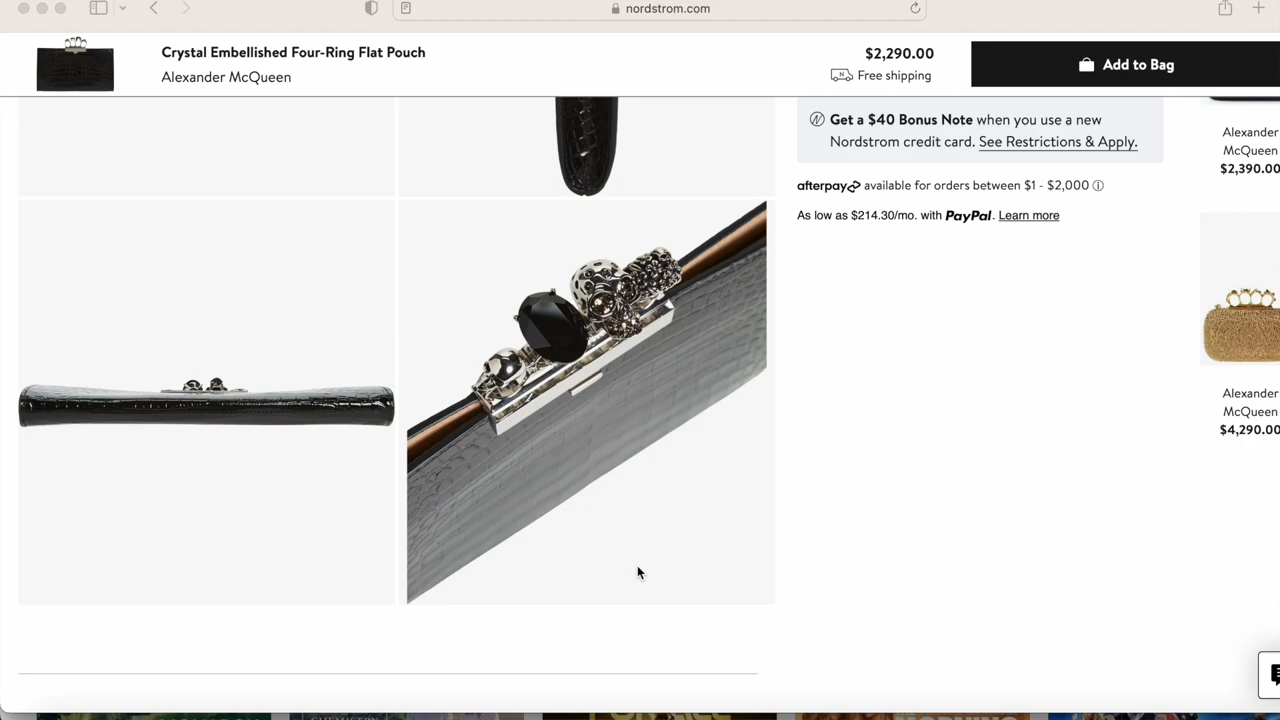 nordstrom.com
Crystal Embellished Four-Ring Flat Pouch
Alexander McQueen
$2,290.00
Free shipping
Add to Bag
Get a $40 Bonus Note when you use a new
Nordstrom credit card. See Restrictions & Apply.
afterpay available for orders between $1 - $2,000
As low as $214.30/mo. with PayPal. Learn more
Alexander
McQueen
$2,390.00
Alexander
McQueen
$4,290.00